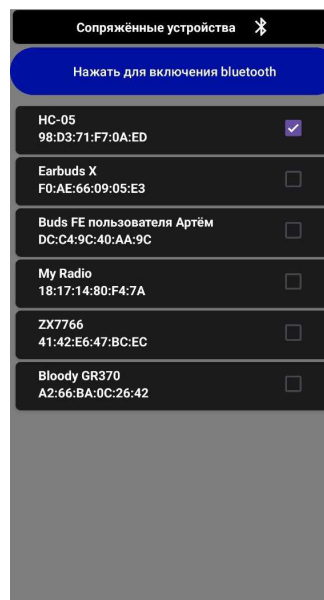 Сопряжённые устройства
Нажать для включения bluetooth
HC-05
98:D3:71:F7:0A:ED
Earbuds X
F0:AE:66:09:05:E3
Buds FE пользователя Артём
DC:C4:9C:40:AA:9C
My Radio
18:17:14:80:F4:7A
ZX7766
41:42:E6:47:BC:EC
Bloody GR370
A2:66:BA:0C:26:42